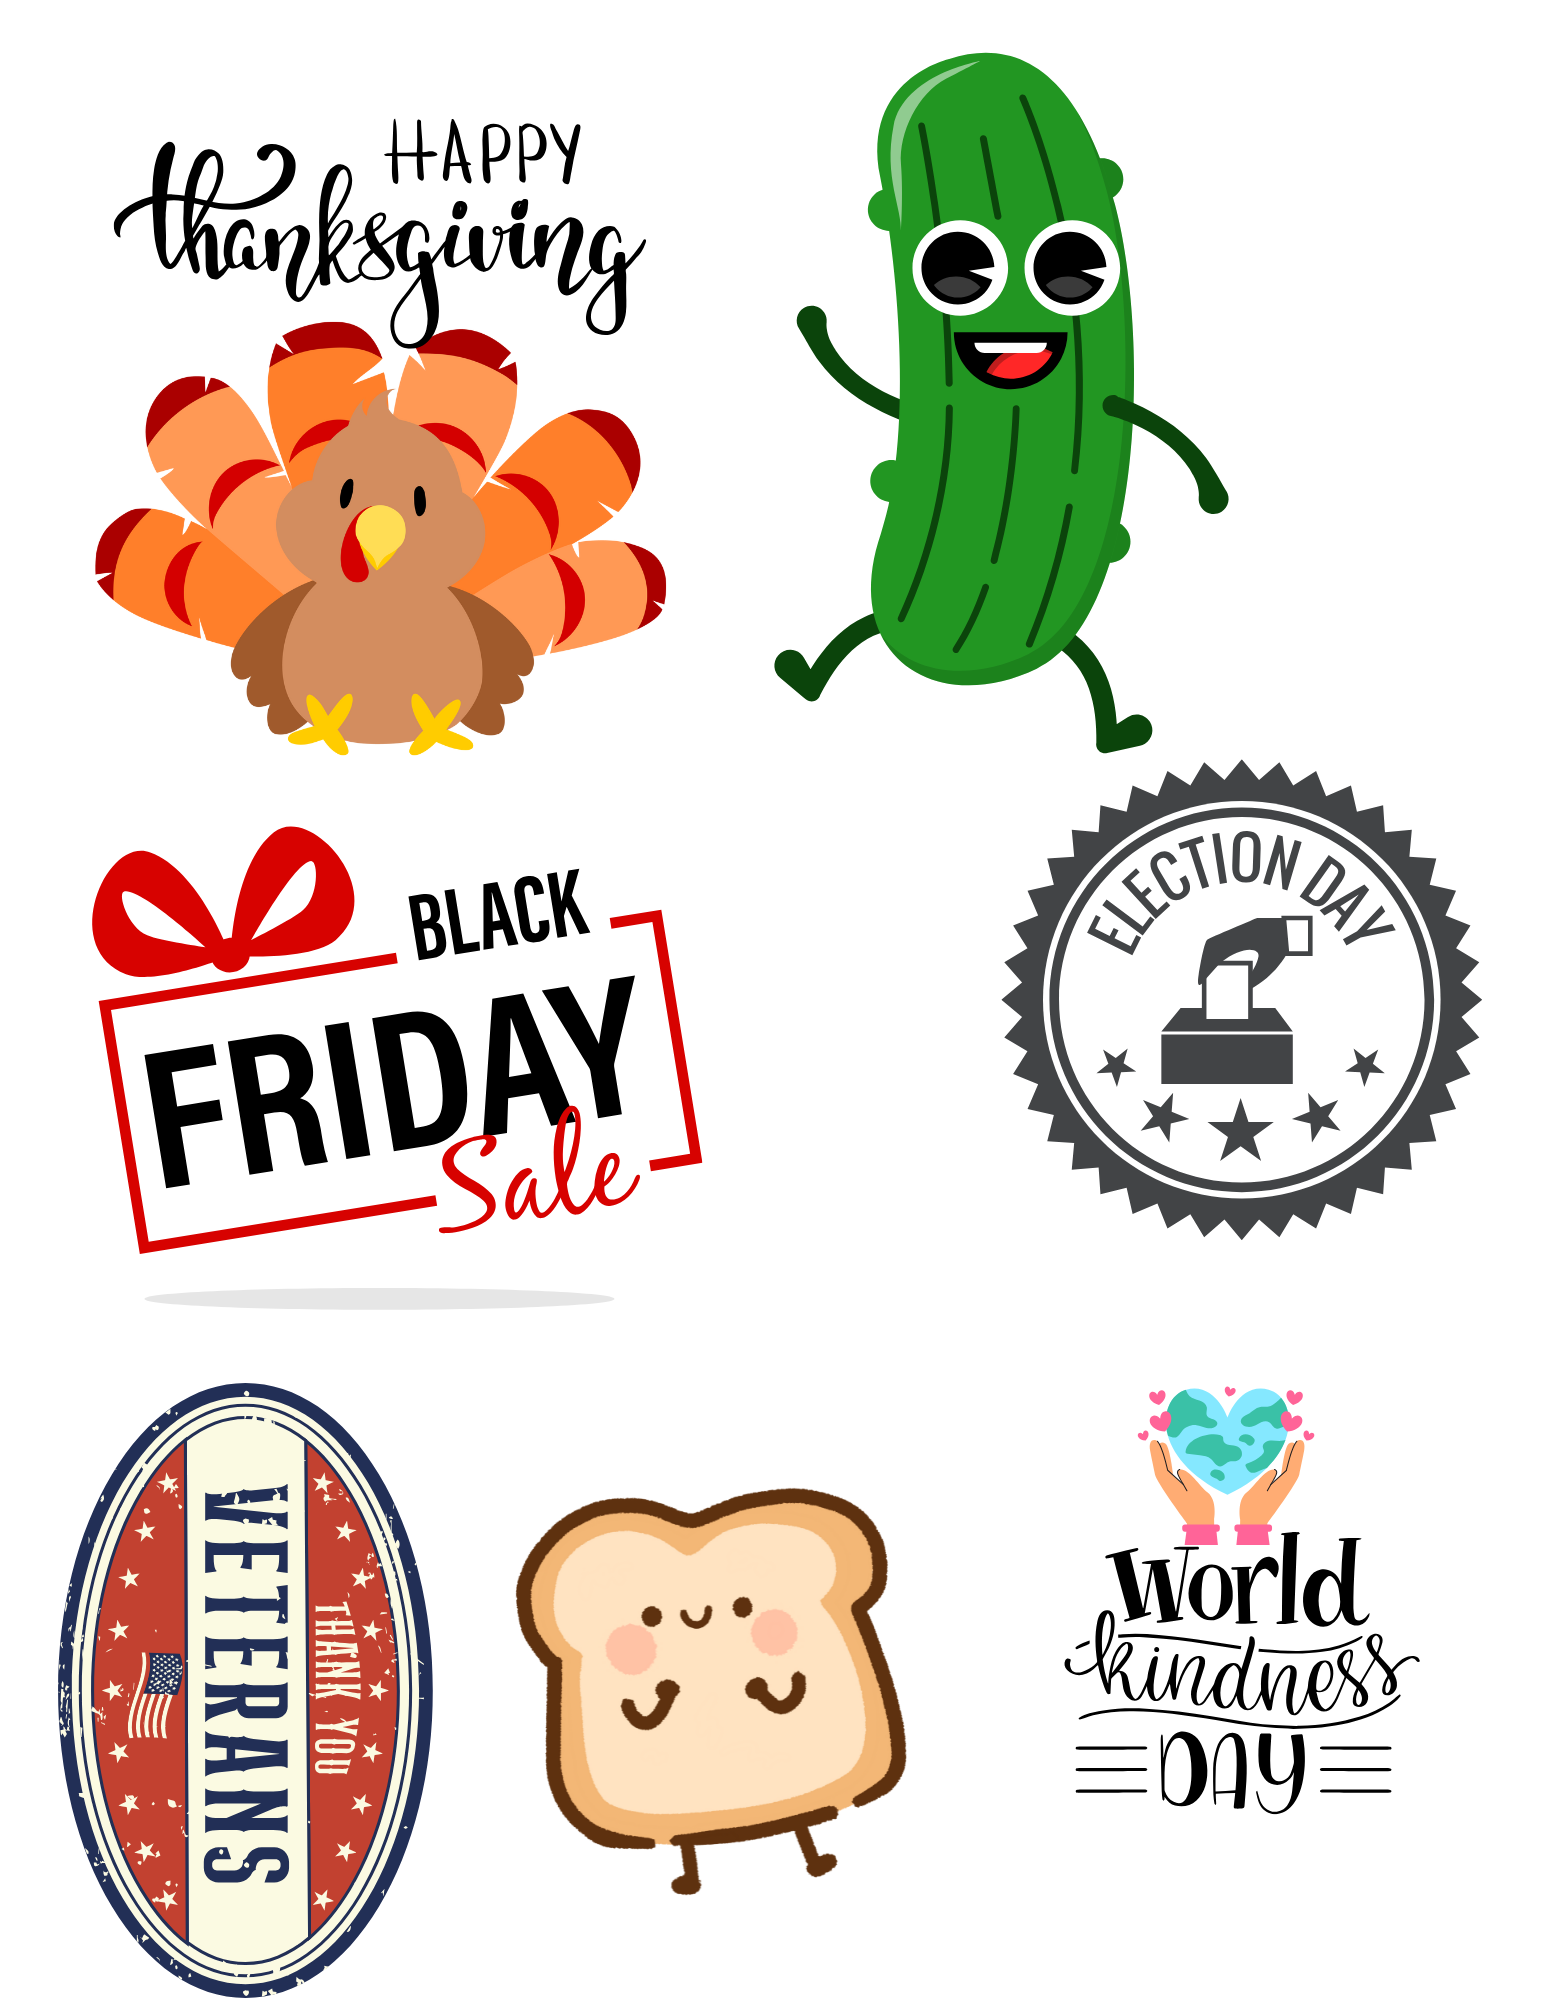 HAPPY
thanksgiving
BLACK
FRIDAY
Sale
ELECTION DAY
THANK YOU
VETERANS
World
kindness
DAY